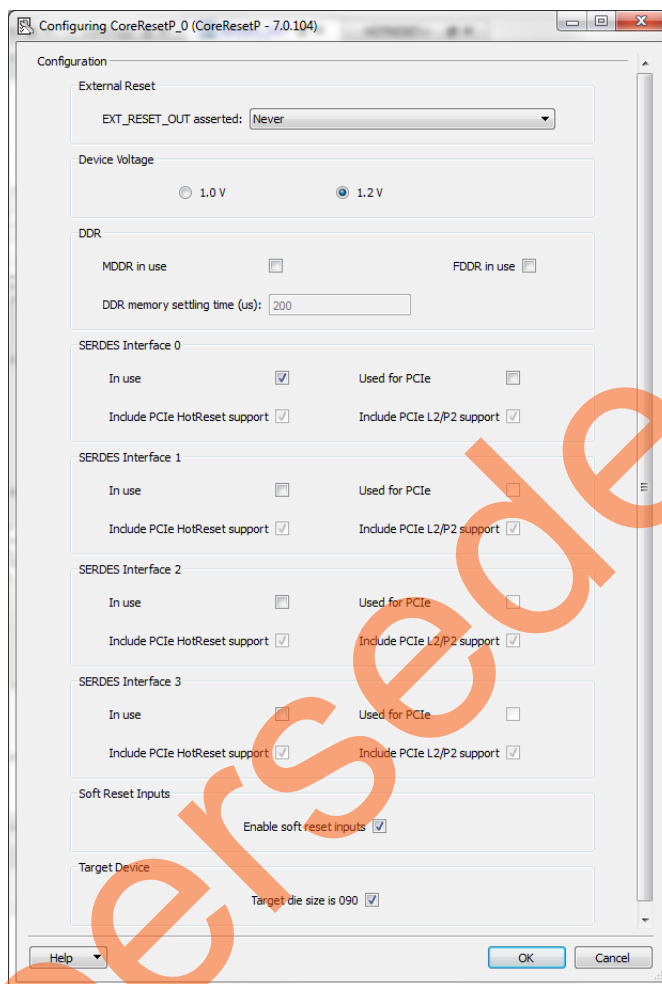 Configuring CoreResetP_0 (CoreResetP - 7.0.104)
Configuration
External Reset
EXT_RESET_OUT asserted: Never
Device Voltage
1.0 V 1.2 V
DDR
MDDR in use FDDR in use
DDR memory settling time (us): 200
SERDES Interface 0
In use Used for PCIe
Include PCIe HotReset support Include PCIe L2/P2 support
SERDES Interface 1
In use Used for PCIe
Include PCIe HotReset support Include PCIe L2/P2 support
SERDES Interface 2
In use Used for PCIe
Include PCIe HotReset support Include PCIe L2/P2 support
SERDES Interface 3
In use Used for PCIe
Include PCIe HotReset support Include PCIe L2/P2 support
Soft Reset Inputs
Enable soft reset inputs
Target Device
Target die size is 090
Help OK Cancel
persede